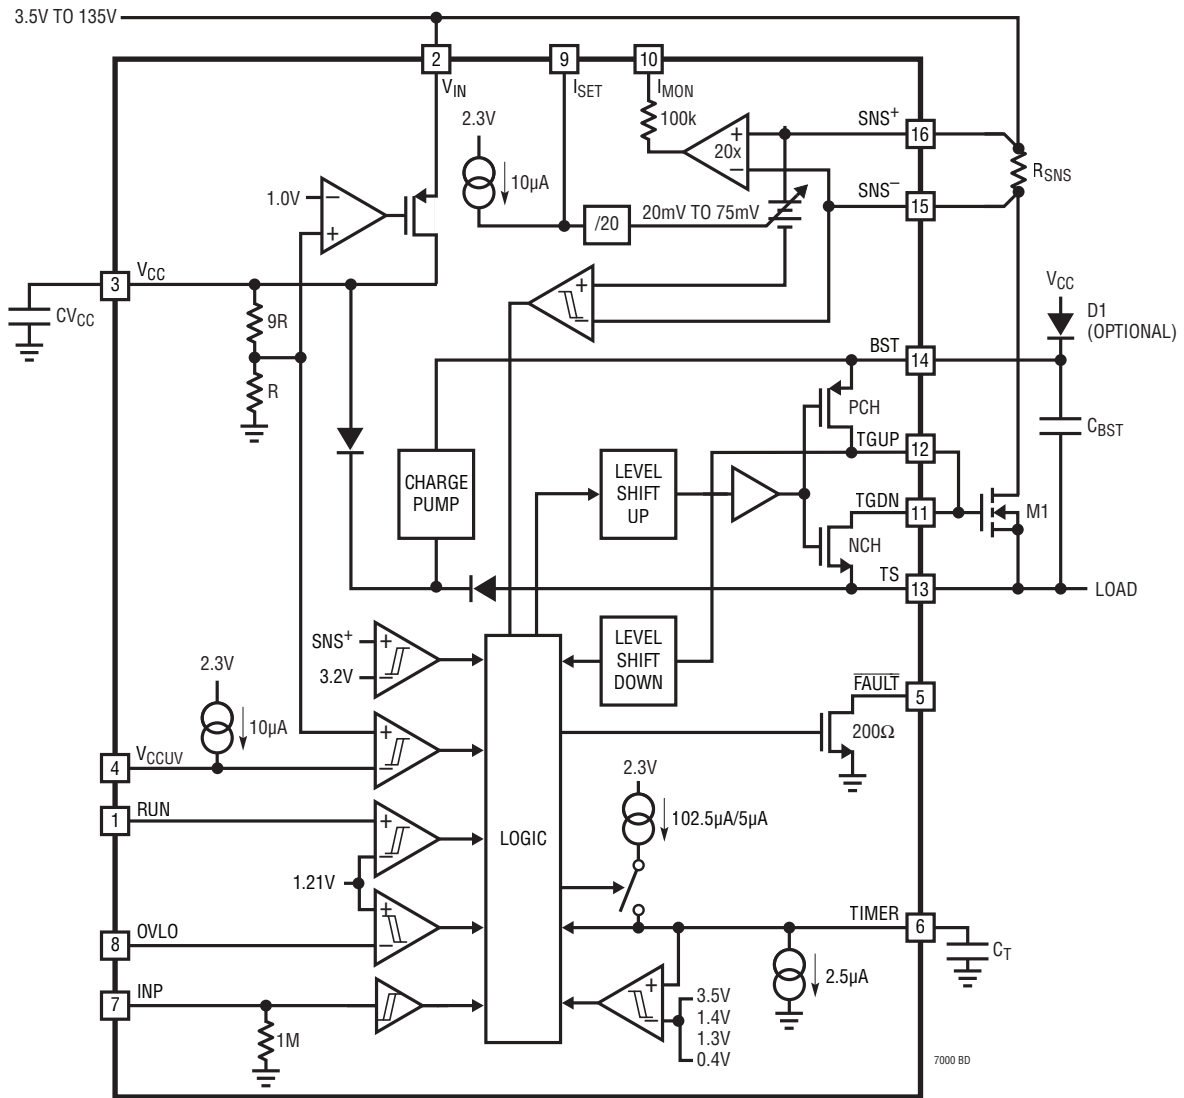 3.5V TO 135V
2
9
10
VIN
ISET
IMON
2.3V
100k
SNS+
16
20x
+
−
10µA
RSNS
1.0V
−
+
SNS−
15
/20
20mV TO 75mV
VCC
3
+
−
VCC
CVCC
9R
D1
(OPTIONAL)
BST
14
R
PCH
CBST
TGUP
12
CHARGE
PUMP
LEVEL
SHIFT
UP
TGDN
11
M1
NCH
TS
13
LOAD
SNS+
+
3.2V
−
LEVEL
SHIFT
DOWN
2.3V
FAULT
5
10µA
+
200Ω
VCCUV
4
−
2.3V
RUN
1
+
−
LOGIC
102.5µA/5µA
1.21V
+
TIMER
6
OVLO
8
−
CT
2.5µA
INP
7
+
−
3.5V
1.4V
1.3V
0.4V
1M
7000 BD